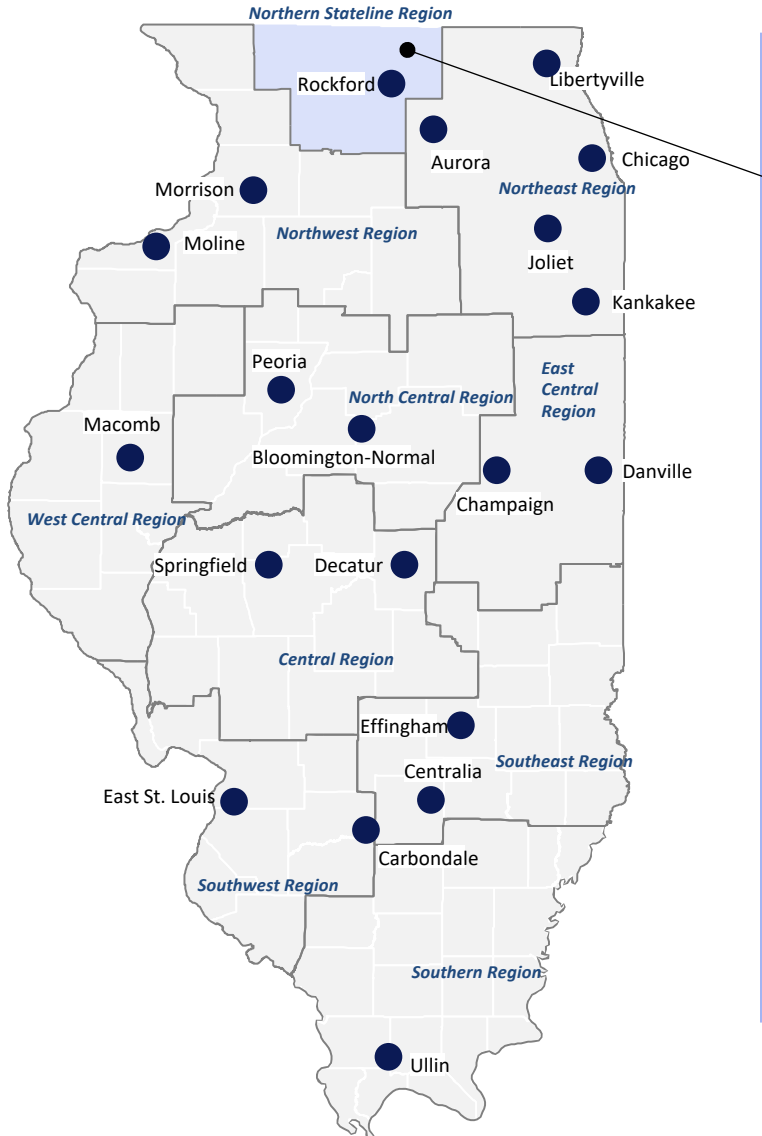 Northern Stateline Region
Rockford
Libertyville
Aurora
Chicago
Northeast Region
Morrison
Northwest Region
Moline
Joliet
Kankakee
Peoria
East
Central
Region
North Central Region
Macomb
Bloomington-Normal
Danville
Champaign
West Central Region
Springfield
Decatur
Central Region
Effingham
Southeast Region
Centralia
East St. Louis
Carbondale
Southwest Region
Southern Region
Ullin